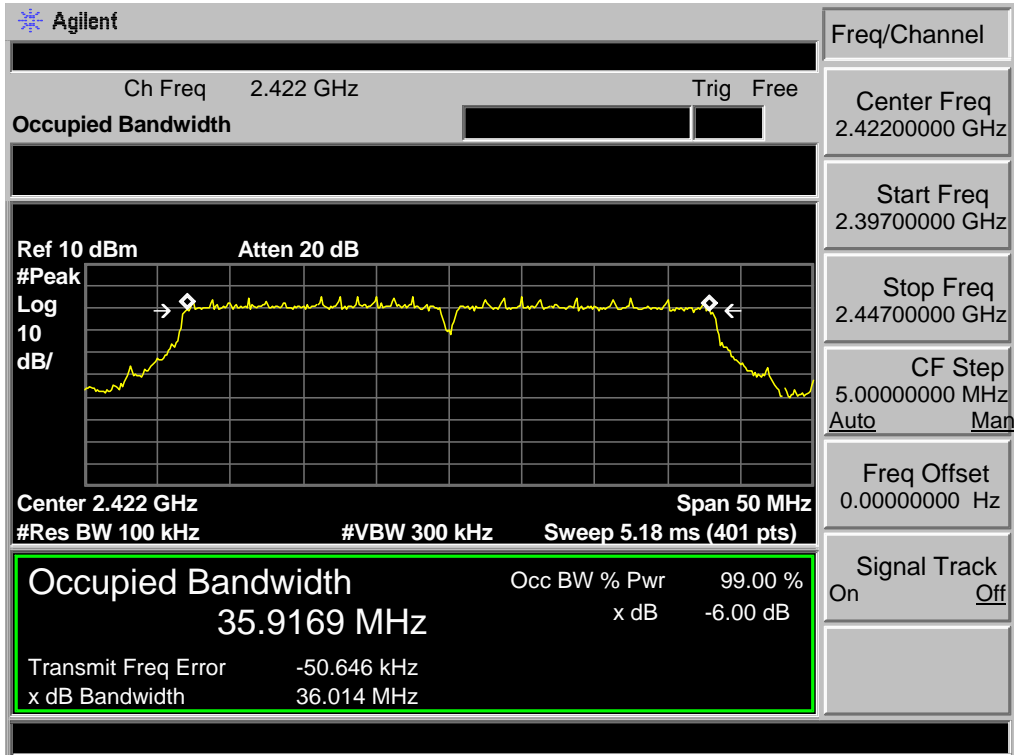 Agilent
Freq/Channel
Ch Freq 2.422 GHz Trig Free
Occupied Bandwidth
Center Freq
2.42200000 GHz
Start Freq
2.39700000 GHz
Stop Freq
2.44700000 GHz
CF Step
5.00000000 MHz
Auto Man
Freq Offset
0.00000000 Hz
Signal Track
On Off
Ref 10 dBm Atten 20 dB
#Peak
Log
10
dB/
Center 2.422 GHz Span 50 MHz
#Res BW 100 kHz #VBW 300 kHz Sweep 5.18 ms (401 pts)
Occupied Bandwidth Occ BW % Pwr 99.00 %
35.9169 MHz x dB -6.00 dB
Transmit Freq Error -50.646 kHz
x dB Bandwidth 36.014 MHz